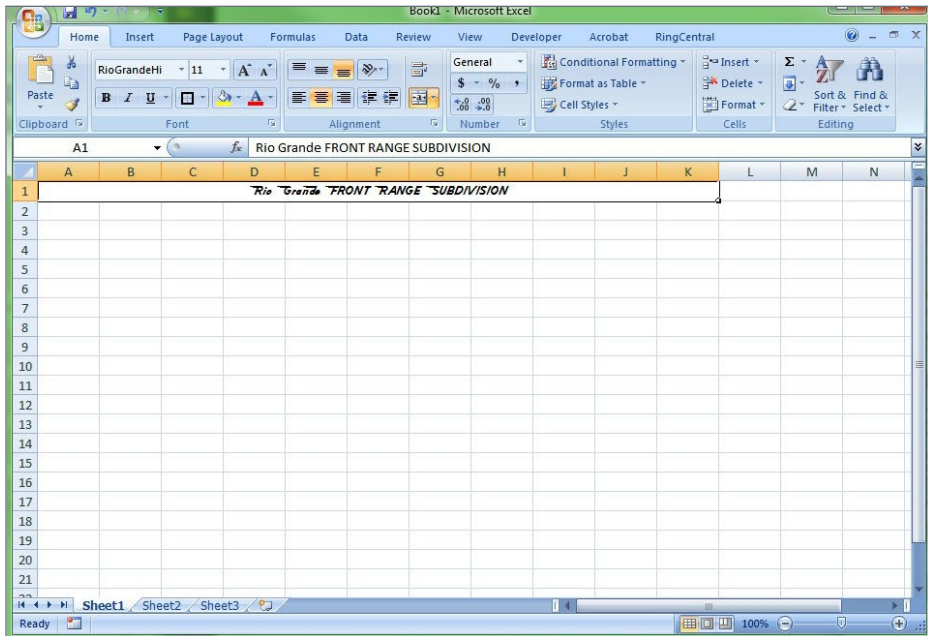 Book1 - Microsoft Excel
Home Insert Page Layout Formulas Data Review View Developer Acrobat RingCentral
Paste
RioGrandeHi 11 A A
B I U A
General
$ % ,
.00 .00
.0
Conditional Formatting
Format as Table
Cell Styles
Insert
Delete
Format
Σ
Sort & Filter
Find & Select
Clipboard Font Alignment Number Styles Cells Editing
A1 fx Rio Grande FRONT RANGE SUBDIVISION
A B C D E F G H I J K L M N
1 Rio Grande FRONT RANGE SUBDIVISION
2
3
4
5
6
7
8
9
10
11
12
13
14
15
16
17
18
19
20
21
Sheet1 Sheet2 Sheet3
Ready 100%